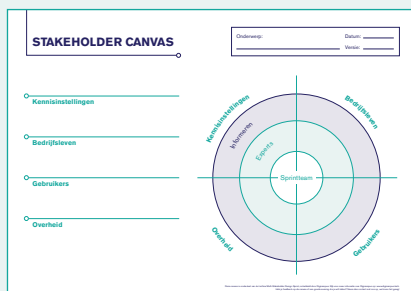 STAKEHOLDER CANVAS
Onderwerp:
Datum:
Versie:
Kennisinstellingen
Bedrijfsleven
Gebruikers
Overheid
Kennisinstellingen
Bedrijfsleven
Informeren
Experts
Sprintteam
Overheid
Gebruikers